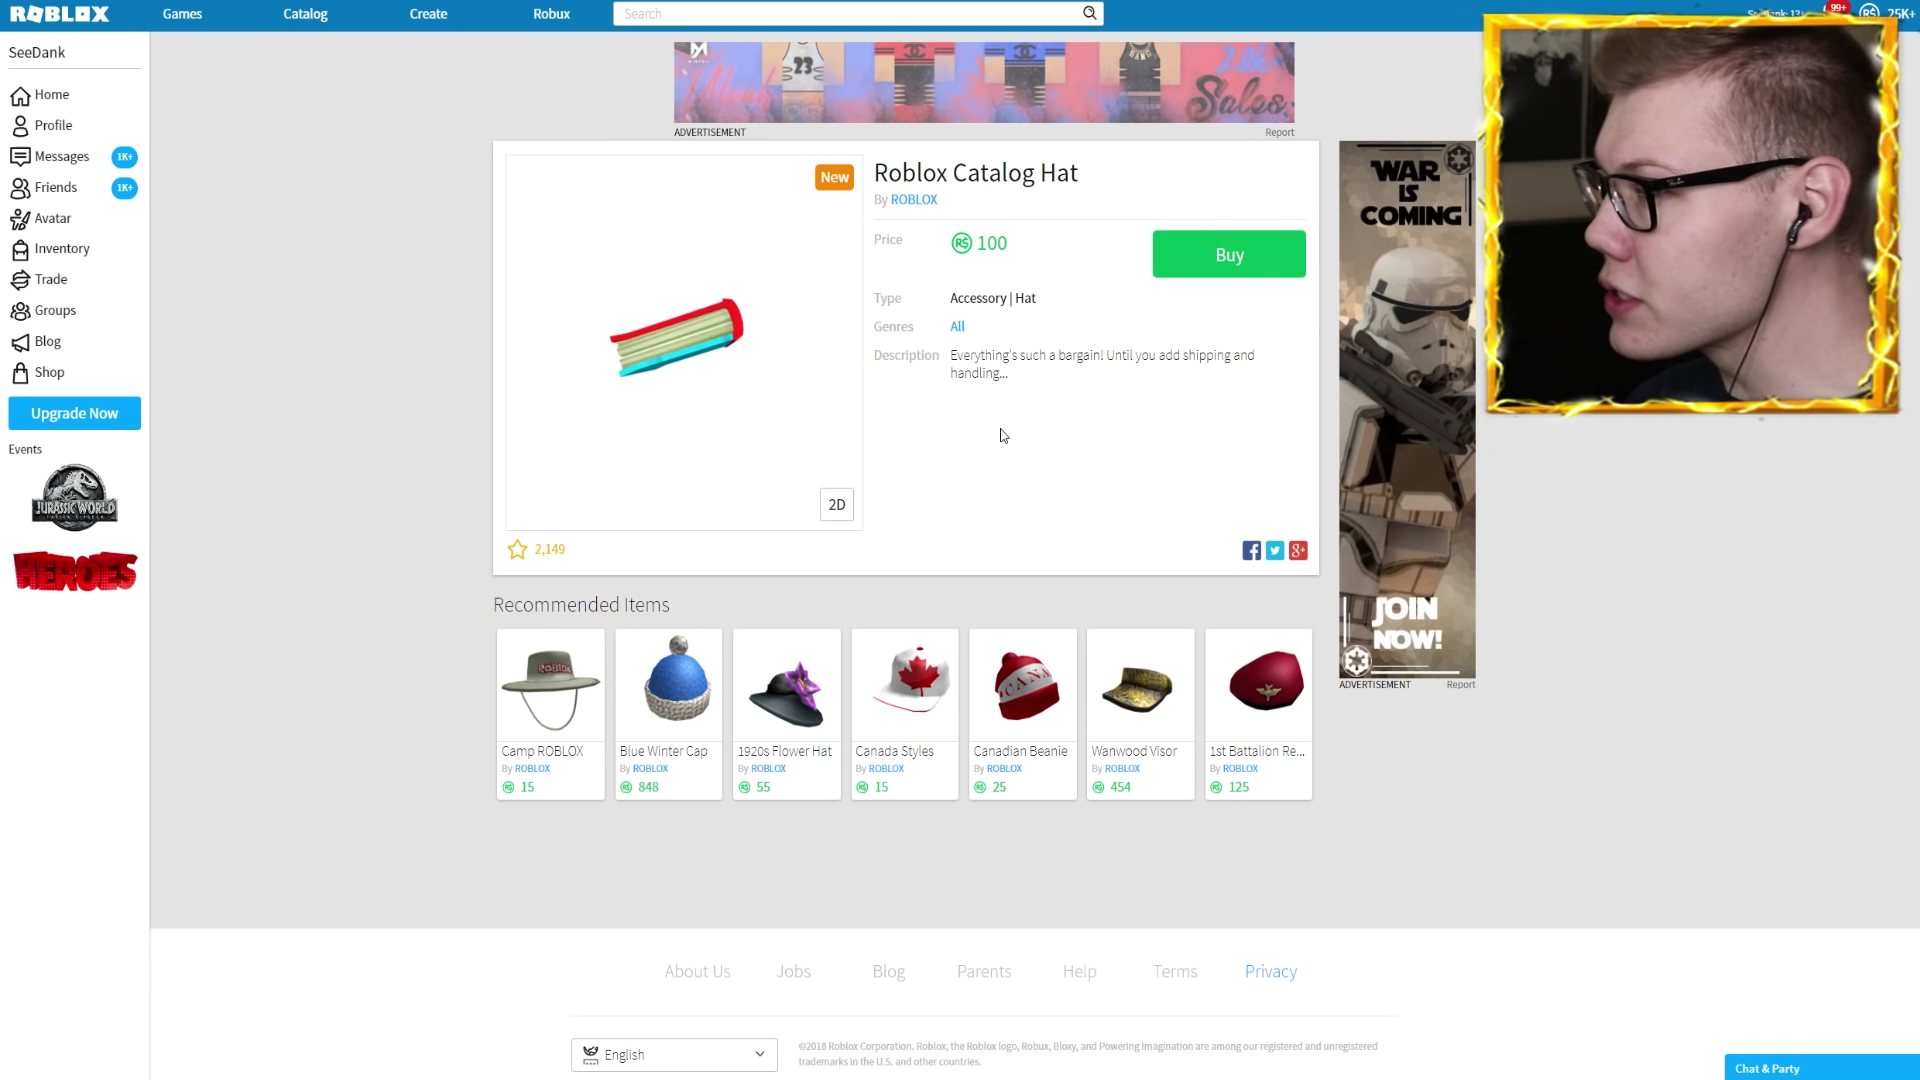 ROBLOX
Games
Catalog
Create
Robux
Search
99+
25K+
SeeDank
Home
Profile
Messages
1K+
Friends
1K+
Avatar
Inventory
Trade
Groups
Blog
Shop
Upgrade Now
Events
JURASSIC WORLD
HEROES
23
Sales
ADVERTISEMENT
Report
New
2D
2,149
Roblox Catalog Hat
By ROBLOX
Price
R$ 100
Buy
Type
Accessory | Hat
Genres
All
Description
Everything's such a bargain! Until you add shipping and
handling...
WAR
IS
COMING
JOIN
NOW!
ADVERTISEMENT
Report
Recommended Items
ROBLOX
Camp ROBLOX
By ROBLOX
R$ 15
Blue Winter Cap
By ROBLOX
R$ 848
1920s Flower Hat
By ROBLOX
R$ 55
Canada Styles
By ROBLOX
R$ 15
Canadian Beanie
By ROBLOX
R$ 25
Wanwood Visor
By ROBLOX
R$ 454
1st Battalion Re...
By ROBLOX
R$ 125
About Us
Jobs
Blog
Parents
Help
Terms
Privacy
English
©2018 Roblox Corporation. Roblox, the Roblox logo, Robux, Bloxy, and Powering Imagination are among our registered and unregistered
trademarks in the U.S. and other countries.
Chat & Party